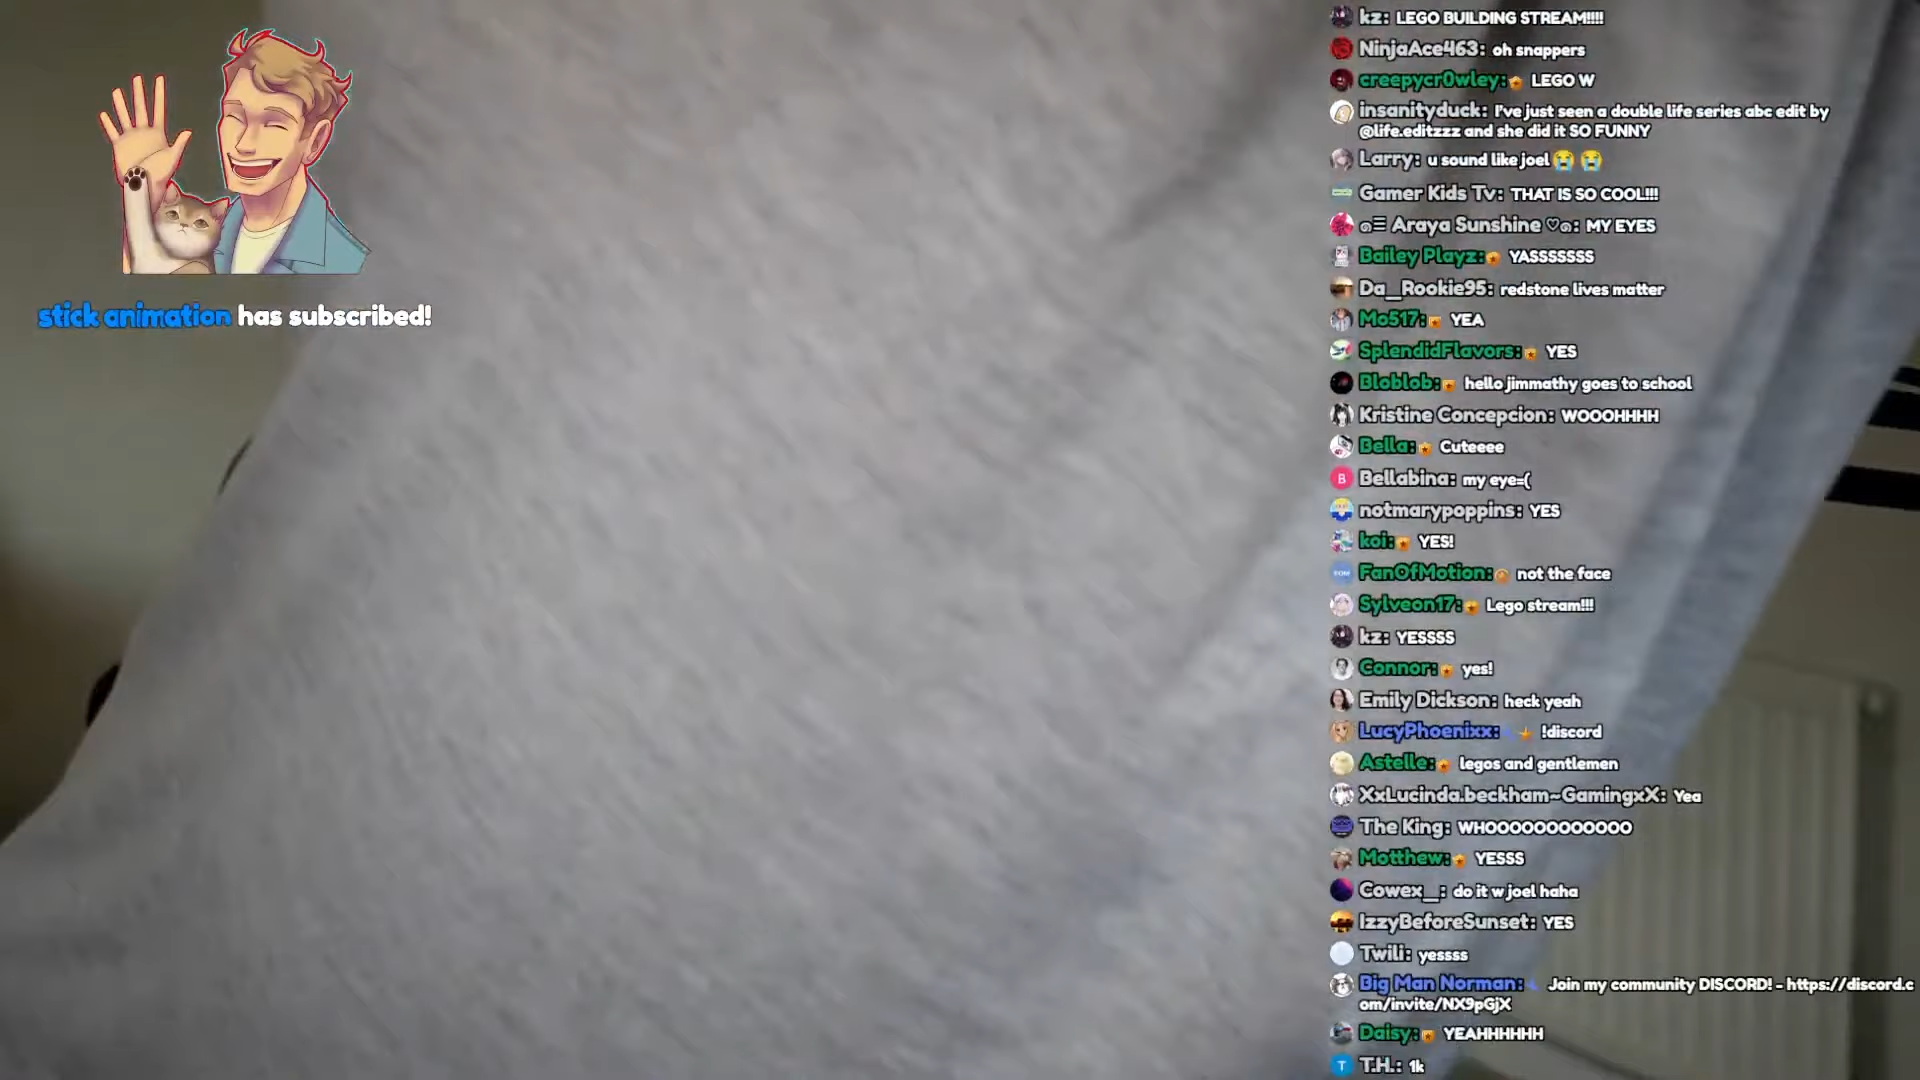 kz: LEGO BUILDING STREAM!!!!
NinjaAce463: oh snappers
creepycr0wley: LEGO W
insanityduck: I've just seen a double life series abc edit by
@life.editzzz and she did it SO FUNNY
Larry: u sound like joel 😭 😭
Gamer Kids Tv: THAT IS SO COOL!!!
๑☰ Araya Sunshine ♡๑: MY EYES
Bailey Playz: YASSSSSSS
stick animation has subscribed!
Da__Rookie95: redstone lives matter
Mo517: YEA
SplendidFlavors: YES
Bloblob: hello jimmathy goes to school
Kristine Concepcion: WOOOHHHH
Bella: Cuteeee
B Bellabina: my eye=(
notmarypoppins: YES
koi: YES!
FanOfMotion: not the face
Sylveon17: Lego stream!!!
kz: YESSSS
Connor: yes!
Emily Dickson: heck yeah
LucyPhoenixx: !discord
Astelle: legos and gentlemen
XxLucinda.beckham~GamingxX: Yea
The King: WHOOOOOOOOOOOO
Motthew: YESSS
Cowex__: do it w joel haha
IzzyBeforeSunset: YES
Twili: yessss
Big Man Norman: Join my community DISCORD! - https://discord.c
om/invite/NX9pGjX
Daisy: YEAHHHHHH
T T.H.: 1k